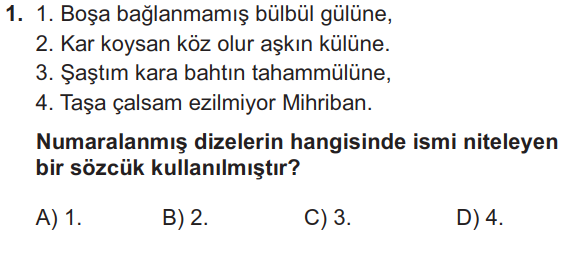 1. 1. Boşa bağlanmamış bülbül gülüne,
2. Kar koysan köz olur aşkın külüne.
3. Şaştım kara bahtın tahammülüne,
4. Taşa çalsam ezilmiyor Mihriban.
Numaralanmış dizelerin hangisinde ismi niteleyen
bir sözcük kullanılmıştır?
A) 1. B) 2. C) 3. D) 4.